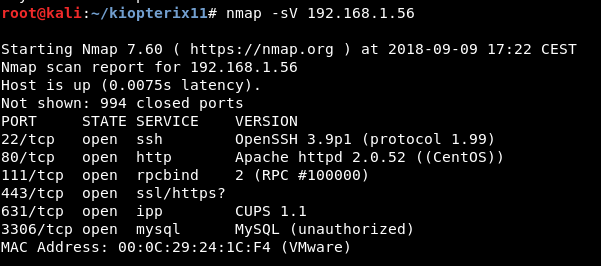 root@kali:~/kiopterix11# nmap -sV 192.168.1.56
Starting Nmap 7.60 ( https://nmap.org ) at 2018-09-09 17:22 CEST
Nmap scan report for 192.168.1.56
Host is up (0.0075s latency).
Not shown: 994 closed ports
PORT     STATE SERVICE    VERSION
22/tcp   open  ssh        OpenSSH 3.9p1 (protocol 1.99)
80/tcp   open  http       Apache httpd 2.0.52 ((CentOS))
111/tcp  open  rpcbind    2 (RPC #100000)
443/tcp  open  ssl/https?
631/tcp  open  ipp        CUPS 1.1
3306/tcp open  mysql      MySQL (unauthorized)
MAC Address: 00:0C:29:24:1C:F4 (VMware)